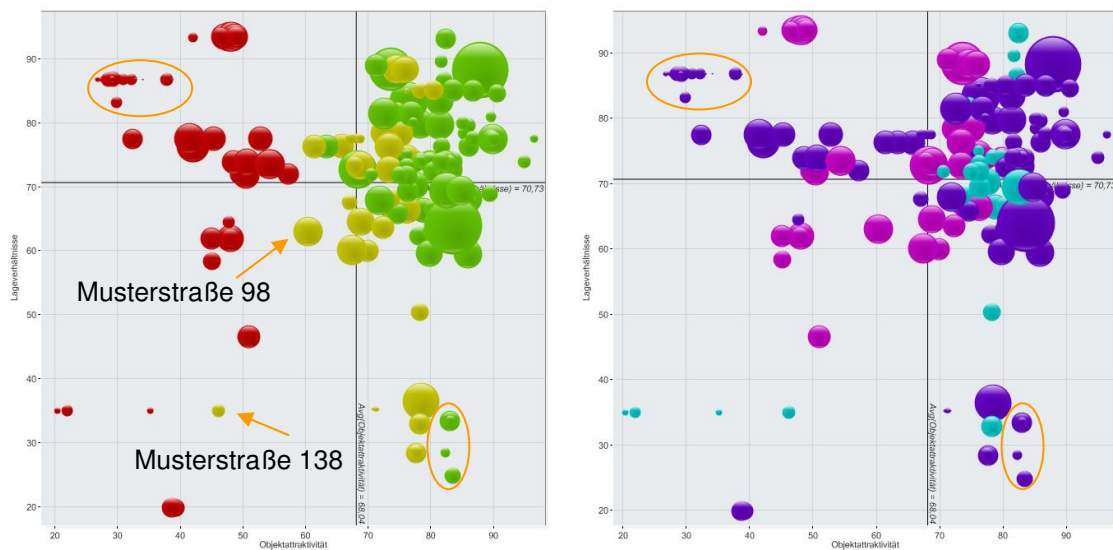 Lageverhältnisse
90
80
70
60
50
40
30
20
nisse) = 70,73
Musterstraße 98
Musterstraße 138
Avg(Objektattraktivität) = 68,04
20 30 40 50 60 70 80 90
Objektattraktivität
Lageverhältnisse
90
80
70
60
50
40
30
20
nisse) = 70,73
Avg(Objektattraktivität) = 68,04
20 30 40 50 60 70 80 90
Objektattraktivität